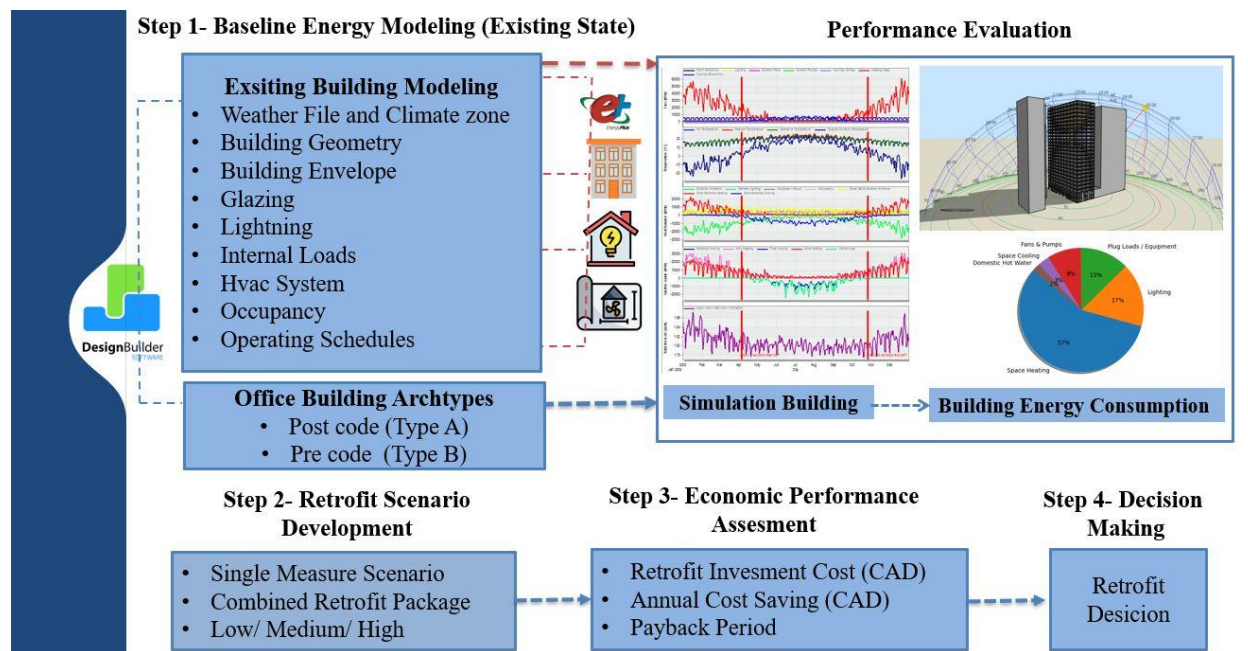 Step 1- Baseline Energy Modeling (Existing State)
Performance Evaluation
Exsiting Building Modeling
• Weather File and Climate zone
• Building Geometry
• Building Envelope
• Glazing
• Lightning
• Internal Loads
• Hvac System
• Occupancy
• Operating Schedules
EnergyPlus
DesignBuilder
SOFTWARE
Office Building Archtypes
• Post code (Type A)
• Pre code (Type B)
Fans & Pumps
Space Cooling
Domestic Hot Water
Plug Loads / Equipment
Lighting
Space Heating
9%
13%
17%
2%
57%
Simulation Building
Building Energy Consumption
Step 2- Retrofit Scenario
Development
• Single Measure Scenario
• Combined Retrofit Package
• Low/ Medium/ High
Step 3- Economic Performance
Assesment
• Retrofit Invesment Cost (CAD)
• Annual Cost Saving (CAD)
• Payback Period
Step 4- Decision
Making
Retrofit
Desicion